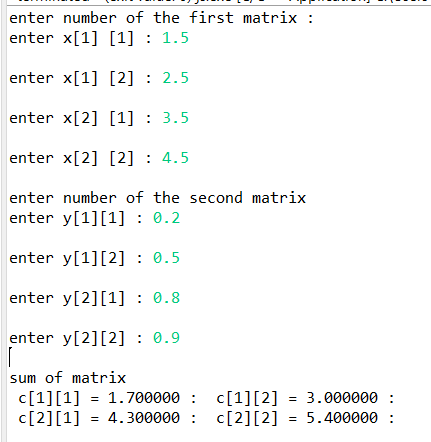 enter number of the first matrix :
enter x[1] [1] : 1.5
enter x[1] [2] : 2.5
enter x[2] [1] : 3.5
enter x[2] [2] : 4.5
enter number of the second matrix
enter y[1][1] : 0.2
enter y[1][2] : 0.5
enter y[2][1] : 0.8
enter y[2][2] : 0.9
sum of matrix
c[1][1] = 1.700000 :  c[1][2] = 3.000000 :
c[2][1] = 4.300000 :  c[2][2] = 5.400000 :